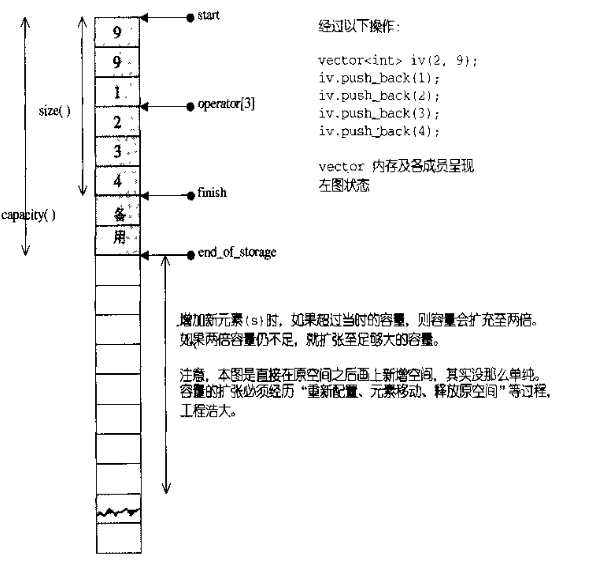 start
9
9
1
operator[3]
size( )
2
3
4
finish
capacity( )
备
用
end_of_storage
经过以下操作:
vector<int> iv(2, 9);
iv.push_back(1);
iv.push_back(2);
iv.push_back(3);
iv.push_back(4);
vector 内存及各成员呈现
左图状态
增加新元素(s)时，如果超过当时的容量，则容量会扩充至两倍。
如果两倍容量仍不足，就扩张至足够大的容量。
注意，本图是直接在原空间之后画上新增空间，其实没那么单纯。
容量的扩张必须经历“重新配置、元素移动、释放原空间”等过程，
工程浩大。